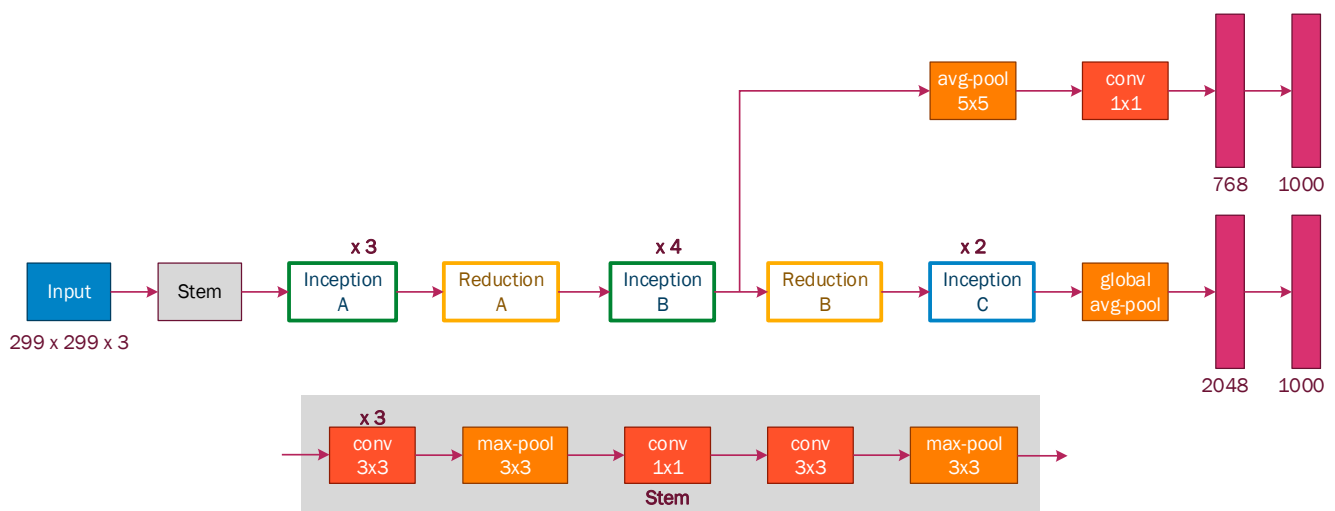 avg-pool
5x5
conv
1x1
768
1000
x 3
x 4
x 2
Input
Stem
Inception
A
Reduction
A
Inception
B
Reduction
B
Inception
C
global
avg-pool
299 x 299 x 3
2048
1000
x 3
conv
3x3
max-pool
3x3
conv
1x1
conv
3x3
max-pool
3x3
Stem